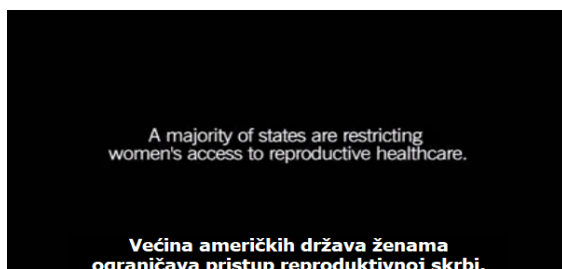 A majority of states are restricting
women's access to reproductive healthcare.
Većina američkih država ženama
ograničava pristup reproduktivnoj skrbi.